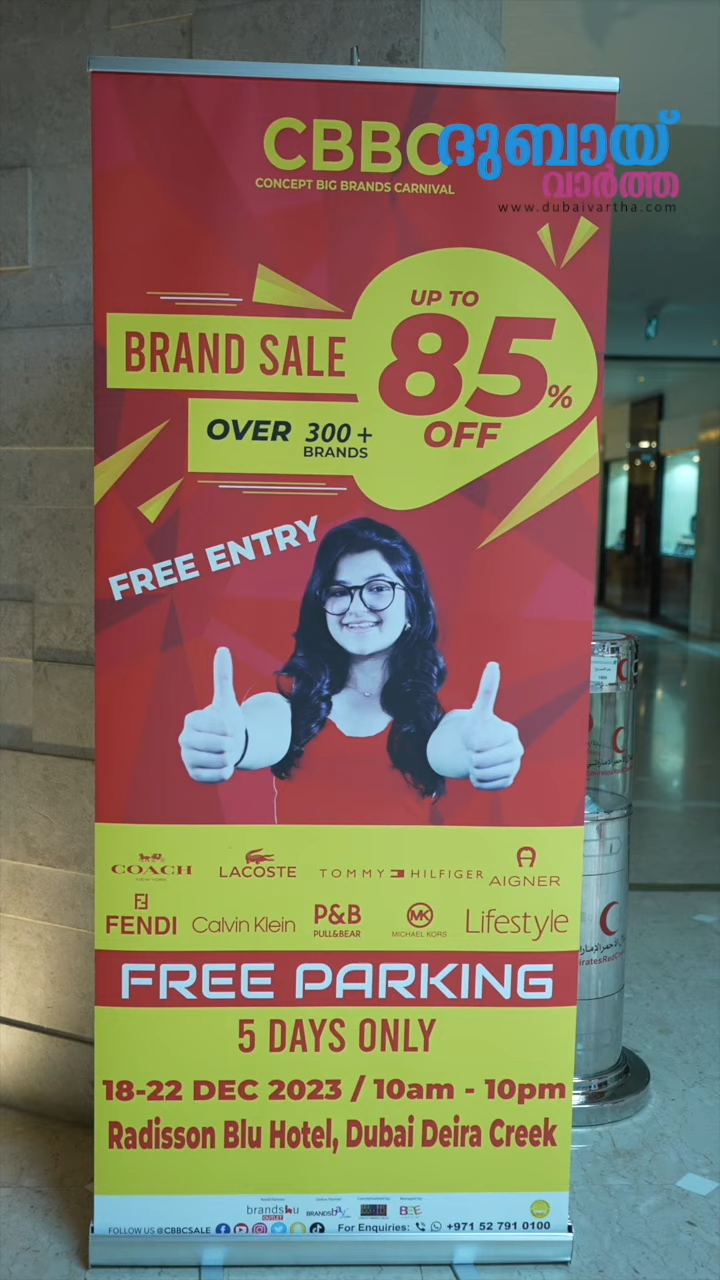 CBBC
CONCEPT BIG BRANDS CARNIVAL
ദുബായ്
വാർത്ത
www.dubaivartha.com
UP TO
85%
OFF
BRAND SALE
OVER 300+
BRANDS
FREE ENTRY
COACH
LACOSTE
TOMMY HILFIGER
AIGNER
FENDI
Calvin Klein
P&B
PULL&BEAR
MK
MICHAEL KORS
Lifestyle
FREE PARKING
5 DAYS ONLY
18-22 DEC 2023 / 10am - 10pm
Radisson Blu Hotel, Dubai Deira Creek
brands
OUTLET
BRANDSbay
FOLLOW US @CBBCSALE
For Enquiries: +971 52 791 0100